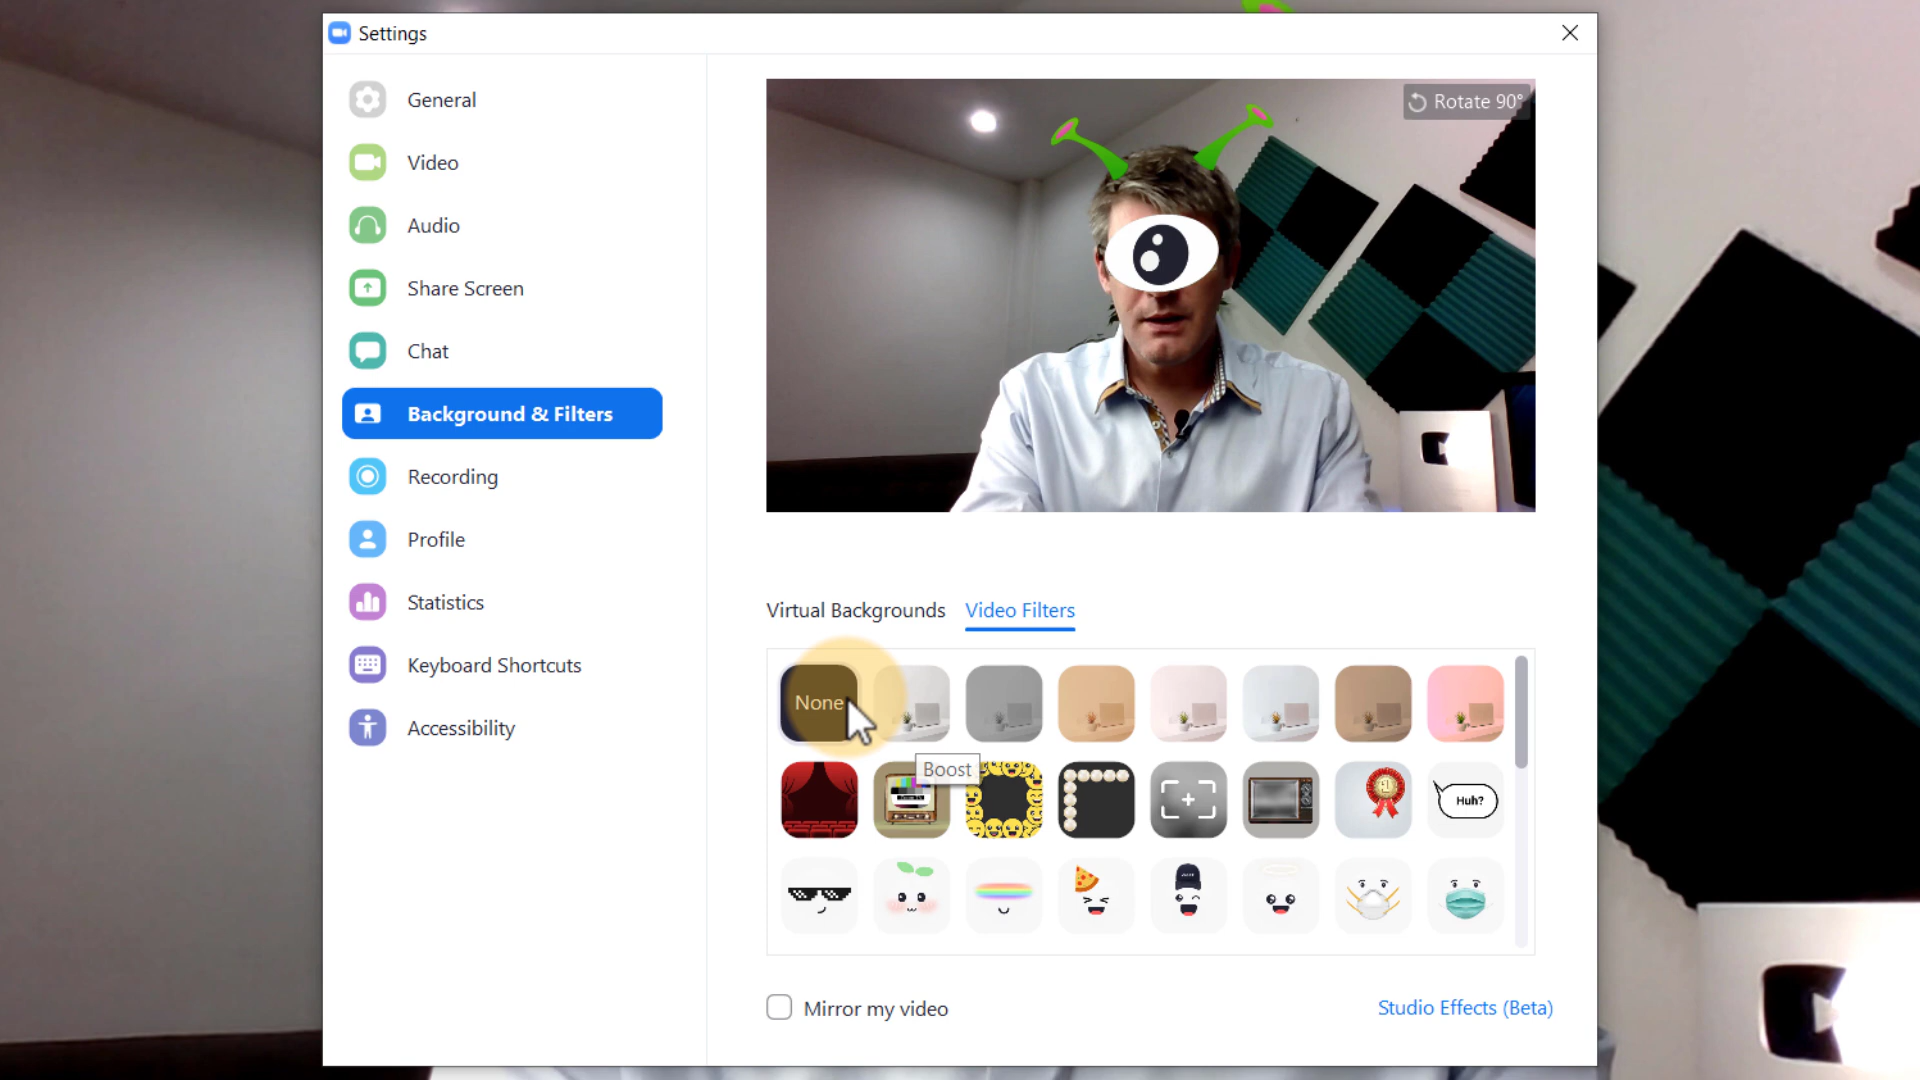 Settings
General
Video
Audio
Share Screen
Chat
Background & Filters
Recording
Profile
Statistics
Keyboard Shortcuts
Accessibility
Rotate 90°
Virtual Backgrounds
Video Filters
None
Boost
Huh?
Mirror my video
Studio Effects (Beta)